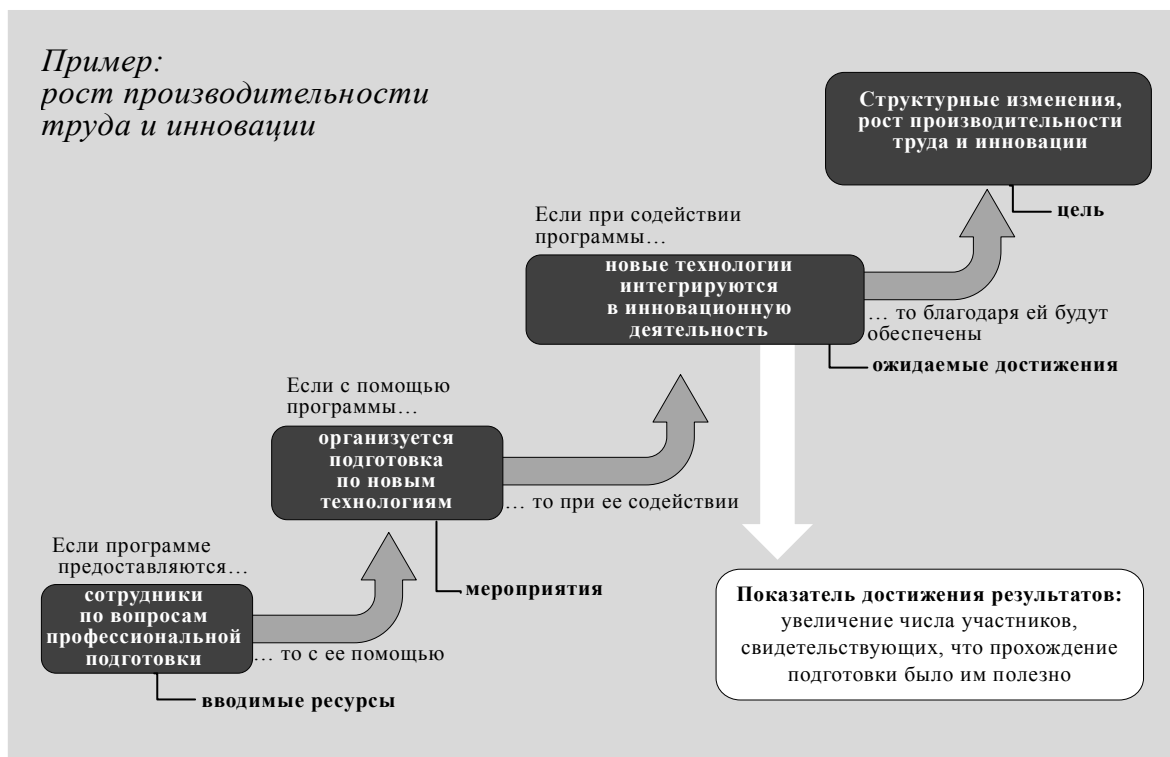 Пример:
рост производительности
труда и инновации
Структурные изменения,
рост производительности
труда и инновации
цель
Если при содействии
программы…
новые технологии
интегрируются
в инновационную
деятельность
… то благодаря ей будут
обеспечены
ожидаемые достижения
Если с помощью
программы…
организуется
подготовка
по новым
технологиям
… то при ее содействии
мероприятия
Если программе
предоставляются…
сотрудники
по вопросам
профессиональной
подготовки
… то с ее помощью
вводимые ресурсы
Показатель достижения результатов:
увеличение числа участников,
свидетельствующих, что прохождение
подготовки было им полезно